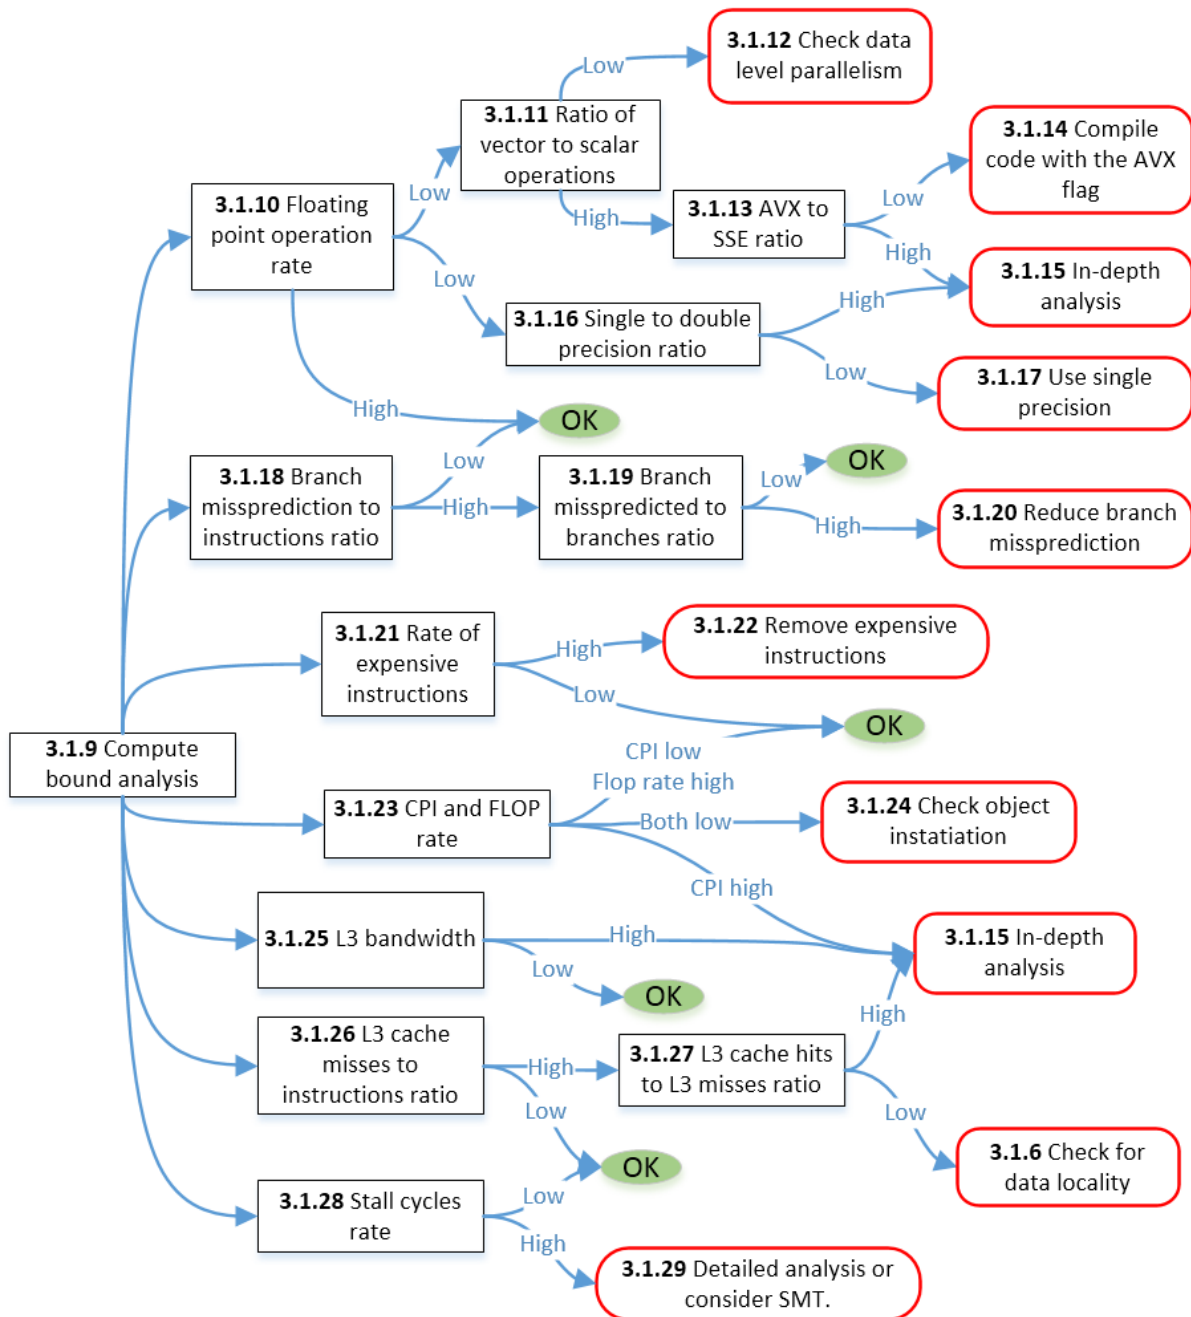 3.1.12 Check data
level parallelism
Low
3.1.11 Ratio of
vector to scalar
operations
3.1.14 Compile
code with the AVX
flag
Low
Low
High
3.1.10 Floating
point operation
rate
3.1.13 AVX to
SSE ratio
High
Low
3.1.15 In-depth
analysis
High
3.1.16 Single to double
precision ratio
Low
3.1.17 Use single
precision
High
OK
Low
3.1.18 Branch
missprediction to
instructions ratio
High
3.1.19 Branch
misspredicted to
branches ratio
Low
OK
High
3.1.20 Reduce branch
missprediction
3.1.21 Rate of
expensive
instructions
High
3.1.22 Remove expensive
instructions
Low
OK
3.1.9 Compute
bound analysis
CPI low
Flop rate high
3.1.23 CPI and FLOP
rate
Both low
3.1.24 Check object
instatiation
CPI high
3.1.25 L3 bandwidth
High
3.1.15 In-depth
analysis
Low
OK
3.1.26 L3 cache
misses to
instructions ratio
High
3.1.27 L3 cache hits
to L3 misses ratio
High
Low
Low
OK
3.1.6 Check for
data locality
3.1.28 Stall cycles
rate
Low
High
3.1.29 Detailed analysis or
consider SMT.